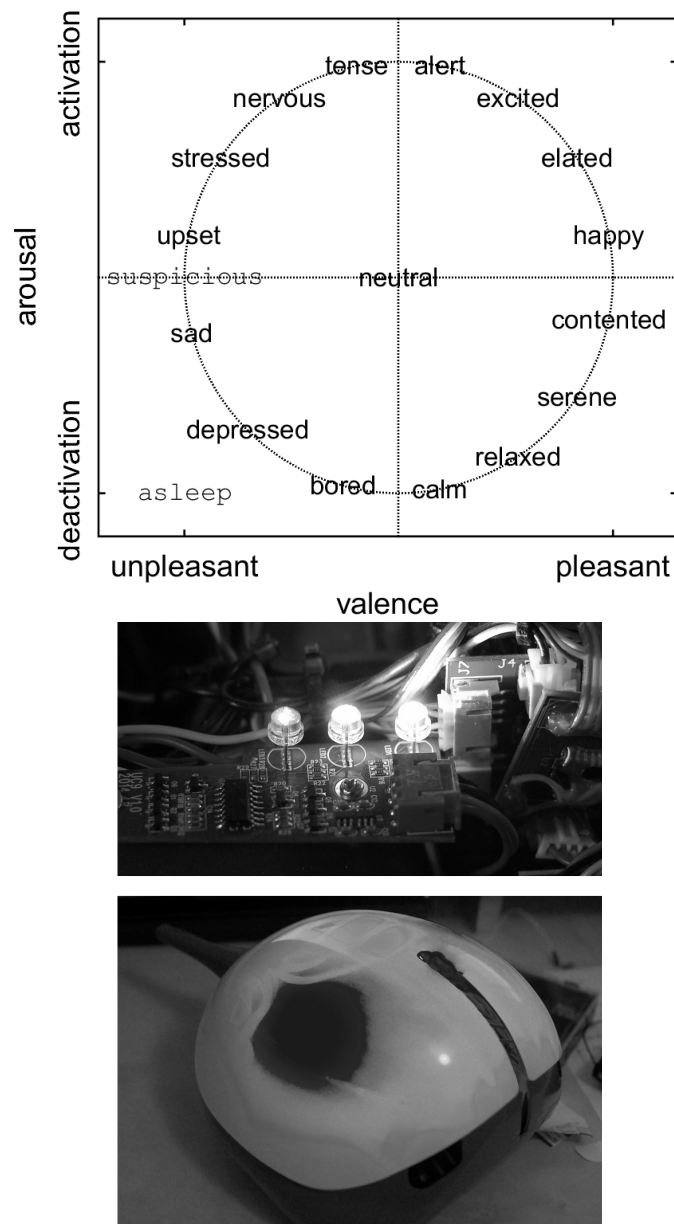 tense alert
nervous excited
stressed elated
upset happy
suspicious neutral
sad contented
depressed serene
relaxed
asleep bored calm
activation
arousal
deactivation
unpleasant pleasant
valence
J7 J4